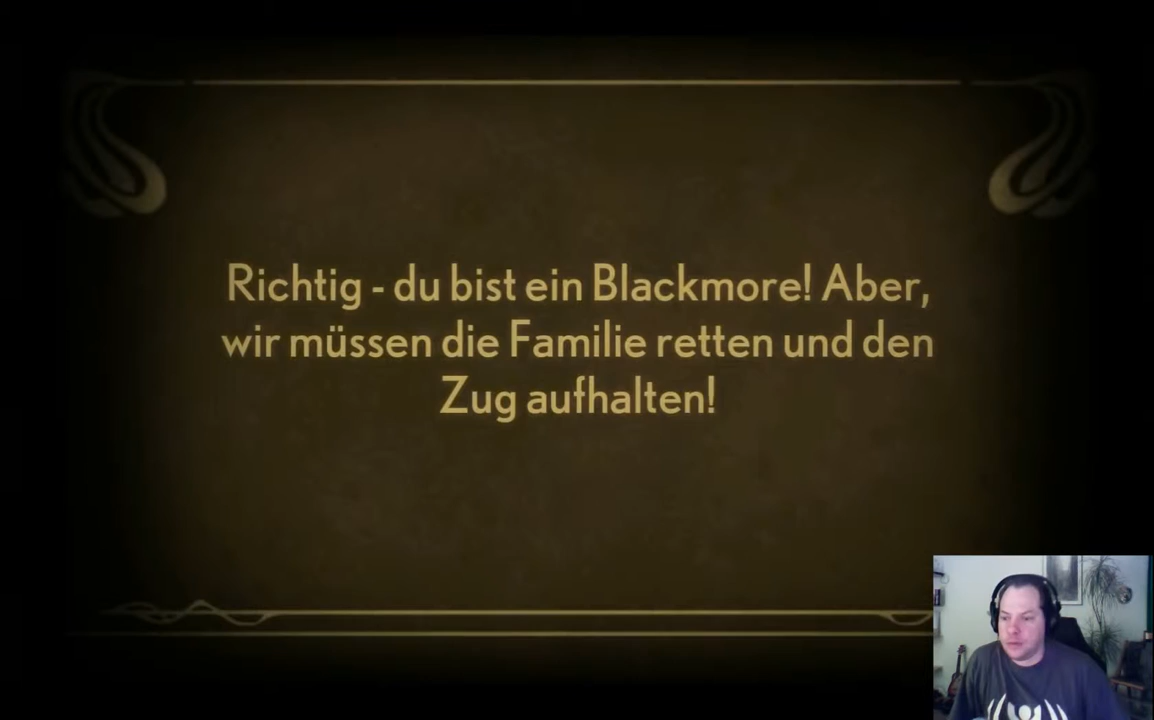 Richtig - du bist ein Blackmore! Aber,
wir müssen die Familie retten und den
Zug aufhalten!